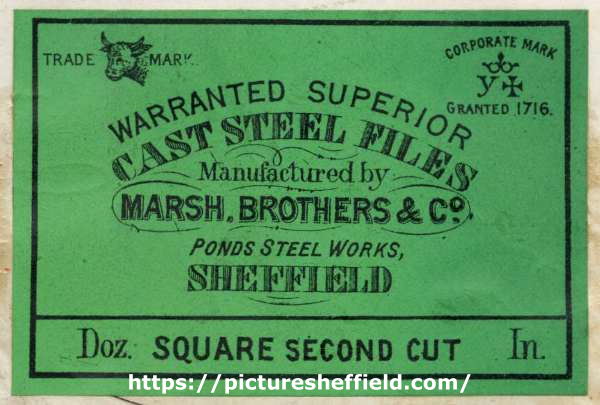 TRADE MARK.
CORPORATE MARK
y
GRANTED 1716.
WARRANTED SUPERIOR
CAST STEEL FILES
Manufactured by
MARSH. BROTHERS & Co.
PONDS STEEL WORKS,
SHEFFIELD
Doz. SQUARE SECOND CUT In.
https://picturesheffield.com/